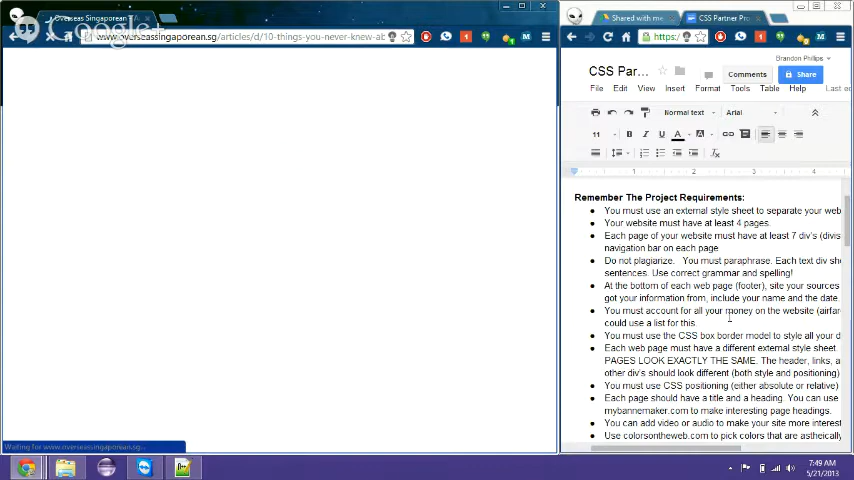 Overseas Singaporean
www.overseassingaporean.sg/articles/d/10-things-you-never-knew-ab
Google+
Waiting for www.overseassingaporean.sg...
Shared with me
CSS Partner Pro
https:/
Brandon Phillips
CSS Par...
Comments
Share
File Edit View Insert Format Tools Table Help Last e
Normal text Arial
11 B I U A A
1 2 3 4
Remember The Project Requirements:
● You must use an external style sheet to separate your web
● Your website must have at least 4 pages.
● Each page of your website must have at least 7 div's (divis
navigation bar on each page
● Do not plagiarize. You must paraphrase. Each text div sho
sentences. Use correct grammar and spelling!
● At the bottom of each web page (footer), site your sources
got your information from, include your name and the date.
● You must account for all your money on the website (airfar
could use a list for this.
● You must use the CSS box border model to style all your d
● Each web page must have a different external style sheet.
PAGES LOOK EXACTLY THE SAME. The header, links, a
other div's should look different (both style and positioning)
● You must use CSS positioning (either absolute or relative)
● Each page should have a title and a heading. You can use
mybannemaker.com to make interesting page headings.
● You can add video or audio to make your site more interest
● Use colorsontheweb.com to pick colors that are astheically
7:49 AM
5/21/2013